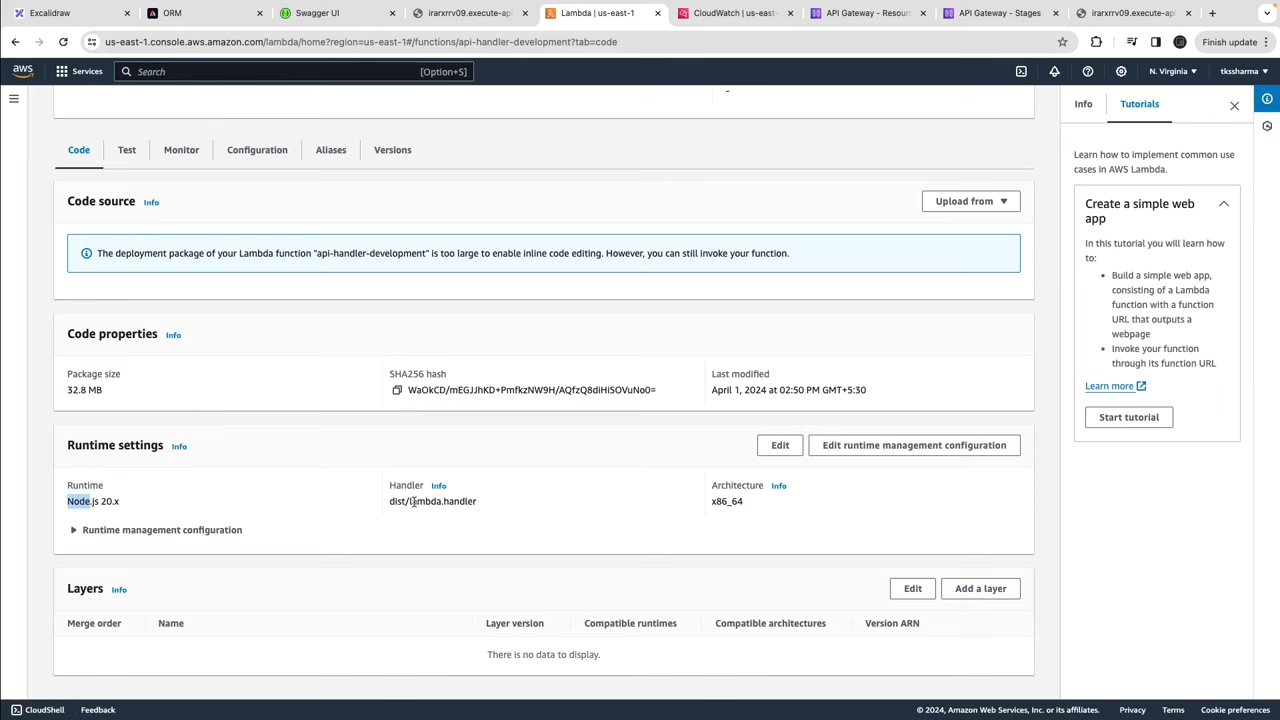 Excalidraw
ORM
Swagger UI
irarxrrv09.execute-api
Lambda | us-east-1
CloudWatch | us-east-
API Gateway - Resour
API Gateway - Stages
irarxrrv09.execute-api
us-east-1.console.aws.amazon.com/lambda/home?region=us-east-1#/functions/api-handler-development?tab=code
Finish update
aws
Services
Search
[Option+S]
N. Virginia
tkssharma
-
Code
Test
Monitor
Configuration
Aliases
Versions
Code source Info
Upload from
The deployment package of your Lambda function "api-handler-development" is too large to enable inline code editing. However, you can still invoke your function.
Code properties Info
Package size
32.8 MB
SHA256 hash
WaOkCD/mEGJJhKD+PmfkzNW9H/AQfzQ8diHiSOVuNo0=
Last modified
April 1, 2024 at 02:50 PM GMT+5:30
Runtime settings Info
Edit
Edit runtime management configuration
Runtime
Node.js 20.x
Handler Info
dist/lambda.handler
Architecture Info
x86_64
Runtime management configuration
Layers Info
Edit
Add a layer
Merge order
Name
Layer version
Compatible runtimes
Compatible architectures
Version ARN
There is no data to display.
Info
Tutorials
Learn how to implement common use
cases in AWS Lambda.
Create a simple web
app
In this tutorial you will learn how
to:
• Build a simple web app,
consisting of a Lambda
function with a function
URL that outputs a
webpage
• Invoke your function
through its function URL
Learn more
Start tutorial
CloudShell
Feedback
© 2024, Amazon Web Services, Inc. or its affiliates.
Privacy
Terms
Cookie preferences